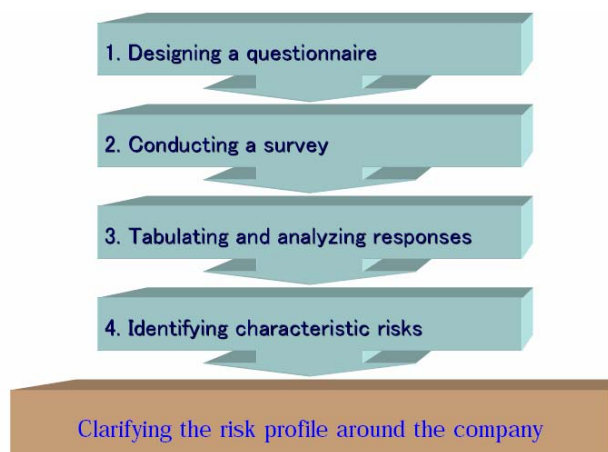 1. Designing a questionnaire
2. Conducting a survey
3. Tabulating and analyzing responses
4. Identifying characteristic risks
Clarifying the risk profile around the company